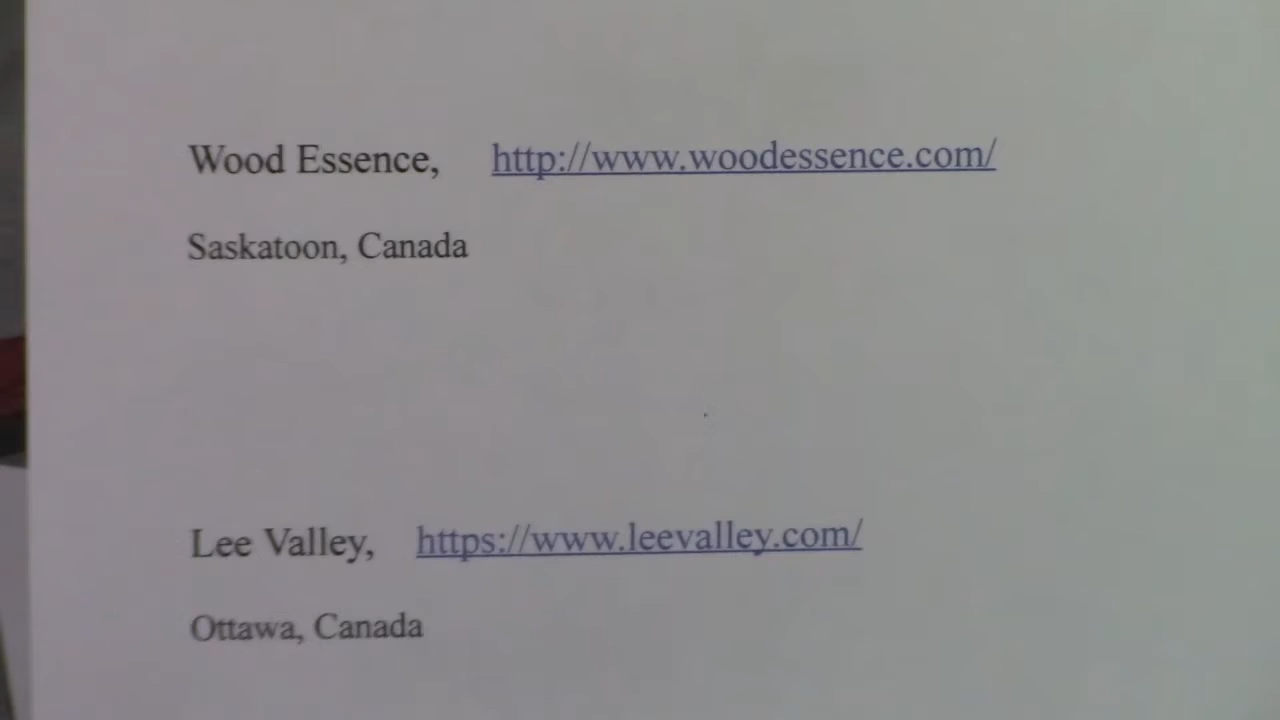 Wood Essence, http://www.woodessence.com/
Saskatoon, Canada
Lee Valley, https://www.leevalley.com/
Ottawa, Canada